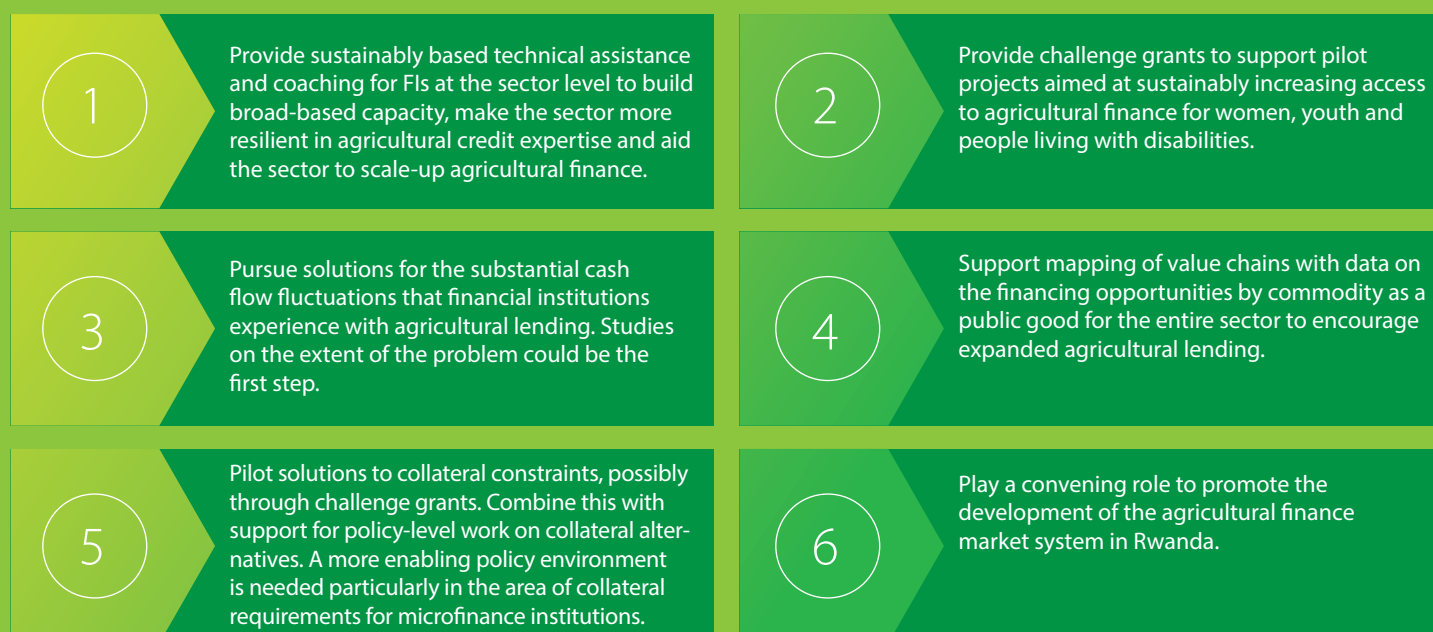 1
Provide sustainably based technical assistance
and coaching for FIs at the sector level to build
broad-based capacity, make the sector more
resilient in agricultural credit expertise and aid
the sector to scale-up agricultural finance.
2
Provide challenge grants to support pilot
projects aimed at sustainably increasing access
to agricultural finance for women, youth and
people living with disabilities.
3
Pursue solutions for the substantial cash
flow fluctuations that financial institutions
experience with agricultural lending. Studies
on the extent of the problem could be the
first step.
4
Support mapping of value chains with data on
the financing opportunities by commodity as a
public good for the entire sector to encourage
expanded agricultural lending.
5
Pilot solutions to collateral constraints, possibly
through challenge grants. Combine this with
support for policy-level work on collateral alter-
natives. A more enabling policy environment
is needed particularly in the area of collateral
requirements for microfinance institutions.
6
Play a convening role to promote the
development of the agricultural finance
market system in Rwanda.